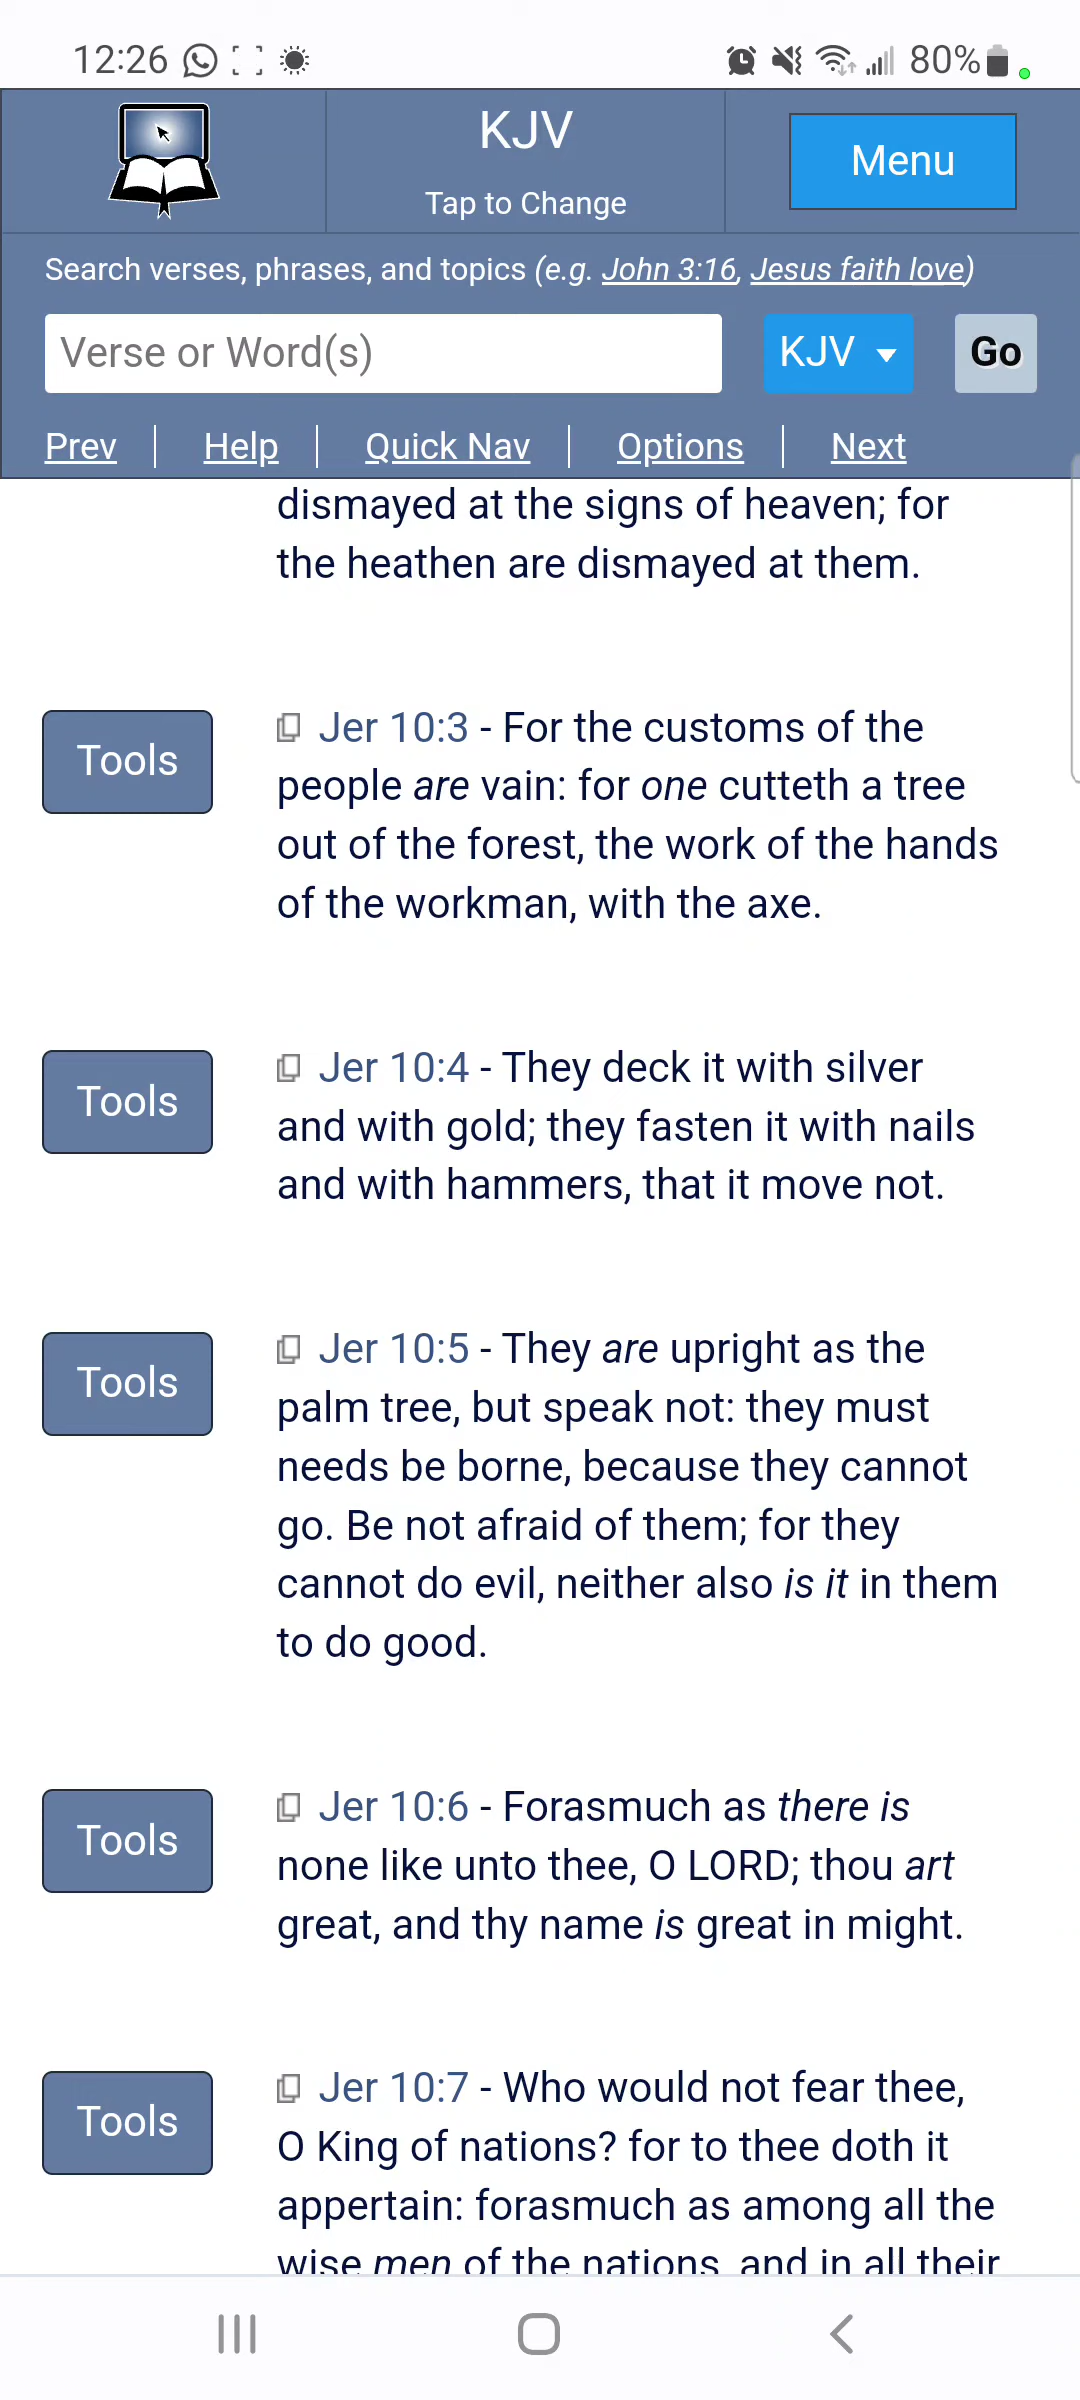 12:26 80%
KJV
Tap to Change
Menu
Search verses, phrases, and topics (e.g. John 3:16, Jesus faith love)
Verse or Word(s) KJV Go
Prev Help Quick Nav Options Next
dismayed at the signs of heaven; for
the heathen are dismayed at them.
Tools
Jer 10:3 - For the customs of the
people are vain: for one cutteth a tree
out of the forest, the work of the hands
of the workman, with the axe.
Tools
Jer 10:4 - They deck it with silver
and with gold; they fasten it with nails
and with hammers, that it move not.
Tools
Jer 10:5 - They are upright as the
palm tree, but speak not: they must
needs be borne, because they cannot
go. Be not afraid of them; for they
cannot do evil, neither also is it in them
to do good.
Tools
Jer 10:6 - Forasmuch as there is
none like unto thee, O LORD; thou art
great, and thy name is great in might.
Tools
Jer 10:7 - Who would not fear thee,
O King of nations? for to thee doth it
appertain: forasmuch as among all the
wise men of the nations, and in all their